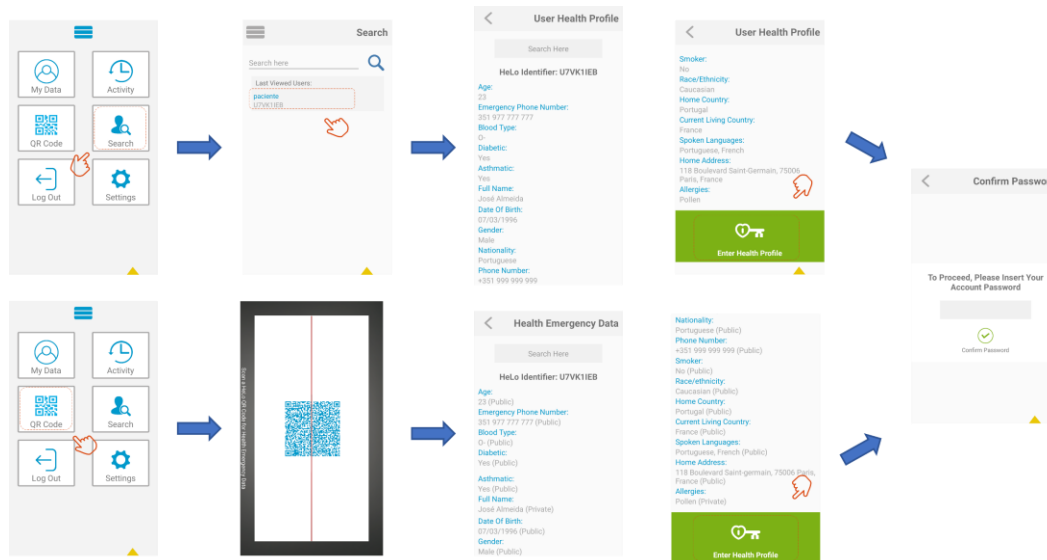 My Data
Activity
QR Code
Search
Log Out
Settings
Search
Search here
Last Viewed Users:
paciente
U7VK1IEB
User Health Profile
Search Here
HeLo Identifier: U7VK1IEB
Age:
23
Emergency Phone Number:
351 977 777 777
Blood Type:
O-
Diabetic:
Yes
Asthmatic:
Yes
Full Name:
José Almeida
Date Of Birth:
07/03/1996
Gender:
Male
Nationality:
Portuguese
Phone Number:
+351 999 999 999
User Health Profile
Smoker:
No
Race/Ethnicity:
Caucasian
Home Country:
Portugal
Current Living Country:
France
Spoken Languages:
Portuguese, French
Home Address:
118 Boulevard Saint-Germain, 75006
Paris, France
Allergies:
Pollen
Enter Health Profile
Confirm Passwo
To Proceed, Please Insert Your
Account Password
Confirm Password
My Data
Activity
QR Code
Search
Log Out
Settings
Scan a HeLo QR Code for Health Emergency Data
Health Emergency Data
Search Here
HeLo Identifier: U7VK1IEB
Age:
23 (Public)
Emergency Phone Number:
351 977 777 777 (Public)
Blood Type:
O- (Public)
Diabetic:
Yes (Public)
Asthmatic:
Yes (Public)
Full Name:
José Almeida (Private)
Date Of Birth:
07/03/1996 (Public)
Gender:
Male (Public)
Nationality:
Portuguese (Public)
Phone Number:
+351 999 999 999 (Public)
Smoker:
No (Public)
Race/ethnicity:
Caucasian (Public)
Home Country:
Portugal (Public)
Current Living Country:
France (Public)
Spoken Languages:
Portuguese, French (Public)
Home Address:
118 Boulevard Saint-germain, 75006 Paris,
France (Public)
Allergies:
Pollen (Private)
Enter Health Profile